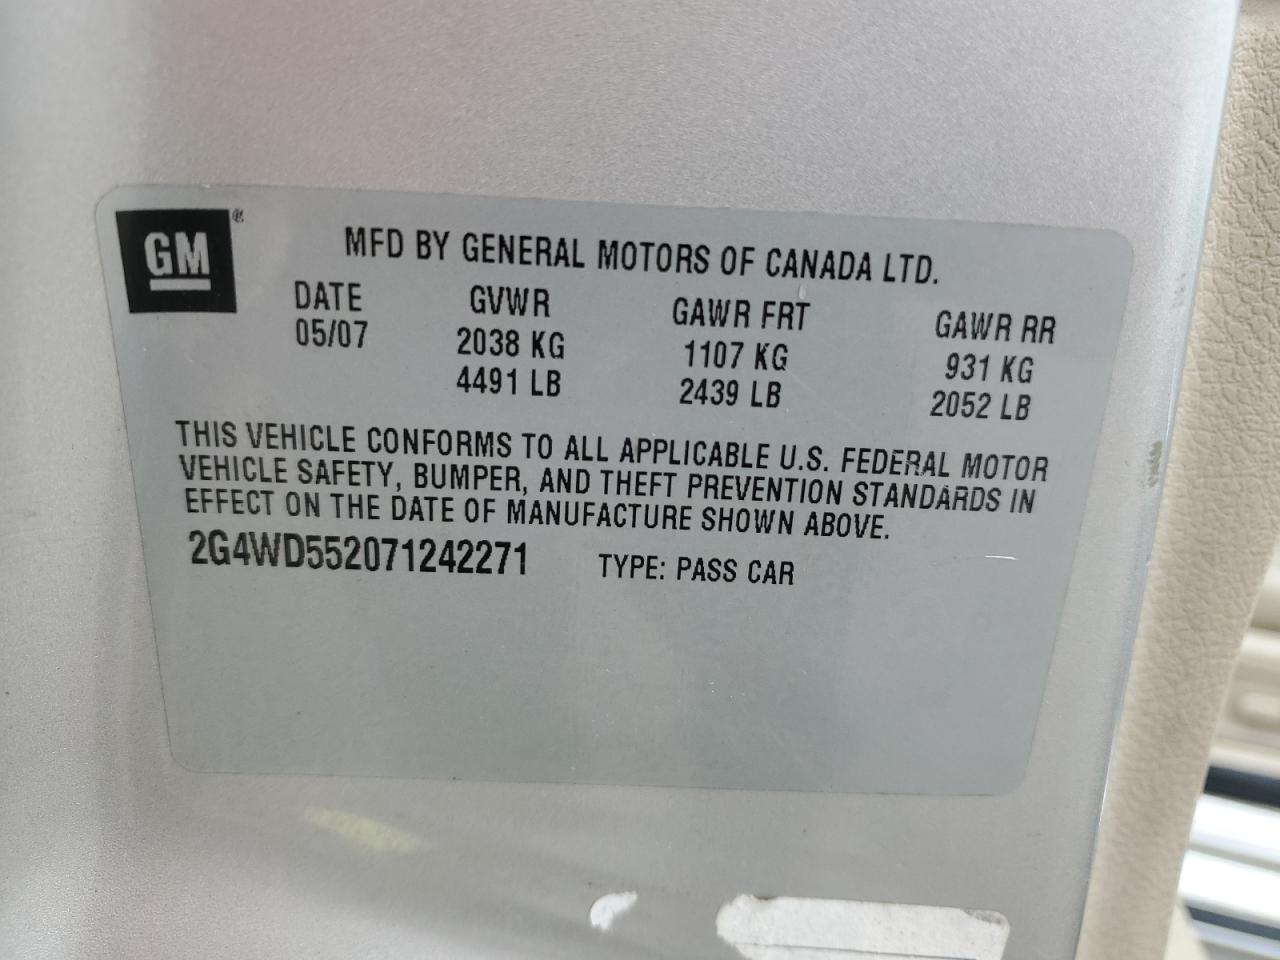 GM ®
MFD BY GENERAL MOTORS OF CANADA LTD.
DATE GVWR GAWR FRT GAWR RR
05/07 2038 KG 1107 KG 931 KG
4491 LB 2439 LB 2052 LB
THIS VEHICLE CONFORMS TO ALL APPLICABLE U.S. FEDERAL MOTOR
VEHICLE SAFETY, BUMPER, AND THEFT PREVENTION STANDARDS IN
EFFECT ON THE DATE OF MANUFACTURE SHOWN ABOVE.
2G4WD552071242271 TYPE: PASS CAR